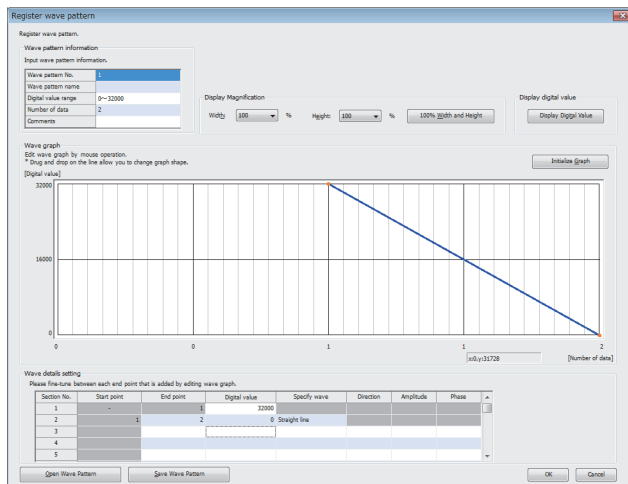 Register wave pattern
Register wave pattern.
Wave pattern information
Input wave pattern information.
Wave pattern No. 1
Wave pattern name
Digital value range 0～32000
Number of data 2
Comments
Display Magnification
Width 100 % Height: 100 % 100% Width and Height
Display digital value
Display Digital Value
Wave graph
Edit wave graph by mouse operation.
* Drug and drop on the line allow you to change graph shape.
Initialize Graph
[Digital value]
32000
16000
0
0 0 1 1 2
x:0,y:31728
[Number of data]
Wave details setting
Please fine-tune between each end point that is added by editing wave graph.
Section No. Start point End point Digital value Specify wave Direction Amplitude Phase
1 - 1 32000
2 1 2 0 Straight line
3
4
5
Open Wave Pattern Save Wave Pattern OK Cancel